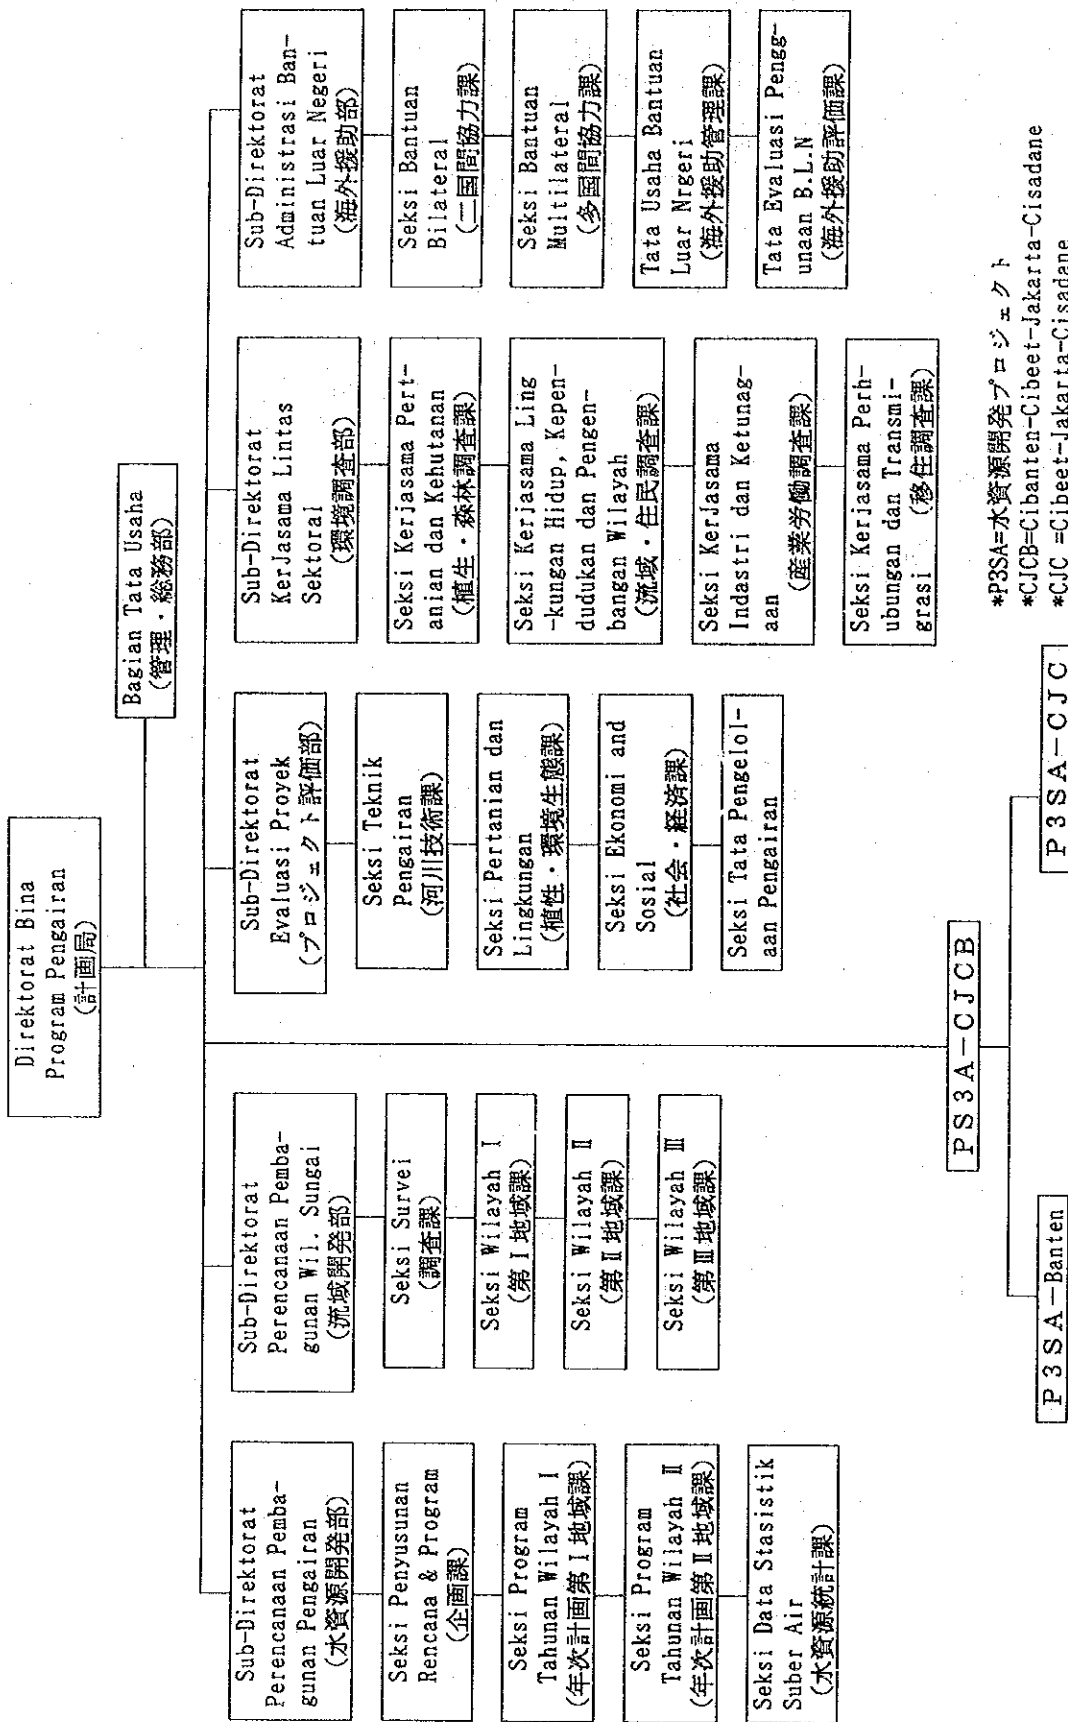 Direktorat Bina
Program Pengairan
(計画局)
Bagian Tata Usaha
(管理・総務部)
Sub-Direktorat
Perencanaan Pemba-
gunan Pengairan
(水資源開発部)
Seksi Penyusunan
Rencana & Program
(企画課)
Seksi Program
Tahunan Wilayah I
(年次計画第Ⅰ地域課)
Seksi Program
Tahunan Wilayah Ⅱ
(年次計画第Ⅱ地域課)
Seksi Data Stasistik
Suber Air
(水資源統計課)
Sub-Direktorat
Perencanaan Pemba-
gunan Wil. Sungai
(流域開発部)
Seksi Survei
(調査課)
Seksi Wilayah I
(第Ⅰ地域課)
Seksi Wilayah Ⅱ
(第Ⅱ地域課)
Seksi Wilayah Ⅲ
(第Ⅲ地域課)
Sub-Direktorat
Evaluasi Proyek
(プロジェクト評価部)
Seksi Teknik
Pengairan
(河川技術課)
Seksi Pertanian dan
Lingkungan
(植性・環境生態課)
Seksi Ekonomi and
Sosial
(社会・経済課)
Seksi Tata Pengelol-
aan Pengairan
Sub-Direktorat
KerJasama Lintas
Sektoral
(環境調査部)
Seksi Kerjasama Pert-
anian dan Kehutanan
(植生・森林調査課)
Seksi Kerjasama Ling
-kungan Hidup, Kepen-
dudukan dan Pengen-
bangan Wilayah
(流域・住民調査課)
Seksi KerJasama
Indastri dan Ketunag-
aan
(産業労働調査課)
Seksi Kerjasama Perh-
ubungan dan Transmi-
grasi (移住調査課)
Sub-Direktorat
Administrasi Ban-
tuan Luar Negeri
(海外援助部)
Seksi Bantuan
Bilateral
(二国間協力課)
Seksi Bantuan
Multilateral
(多国間協力課)
Tata Usaha Bantuan
Luar Nrgeri
(海外援助管理課)
Tata Evaluasi Pengg-
unaan B.L.N
(海外援助評価課)
PS3A-CJCB
P3SA-Banten
P3SA-CJC
*P3SA=水資源開発プロジェクト
*CJCB=Cibanten-Cibeet-Jakarta-Cisadane
*CJC =Cibeet-Jakarta-Cisadane